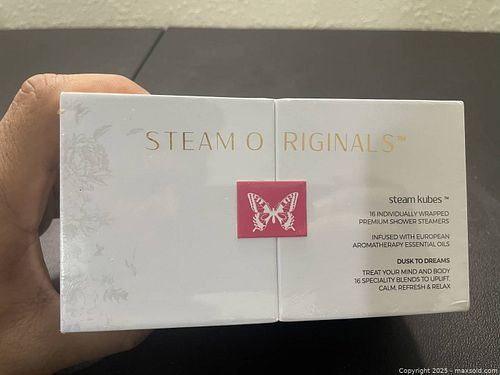 STEAM O RIGINALS™
steam kubes™
16 INDIVIDUALLY WRAPPED
PREMIUM SHOWER STEAMERS
INFUSED WITH EUROPEAN
AROMATHERAPY ESSENTIAL OILS
DUSK TO DREAMS
TREAT YOUR MIND AND BODY
16 SPECIALITY BLENDS TO UPLIFT,
CALM, REFRESH & RELAX
Copyright 2025 - maxsold.com